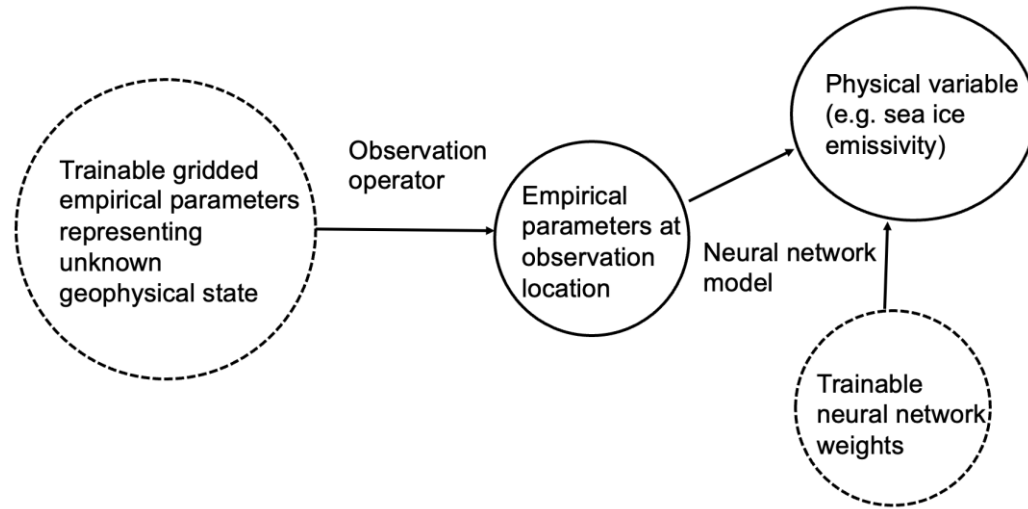 Trainable gridded
empirical parameters
representing
unknown
geophysical state
Observation
operator
Empirical
parameters at
observation
location
Physical variable
(e.g. sea ice
emissivity)
Neural network
model
Trainable
neural network
weights